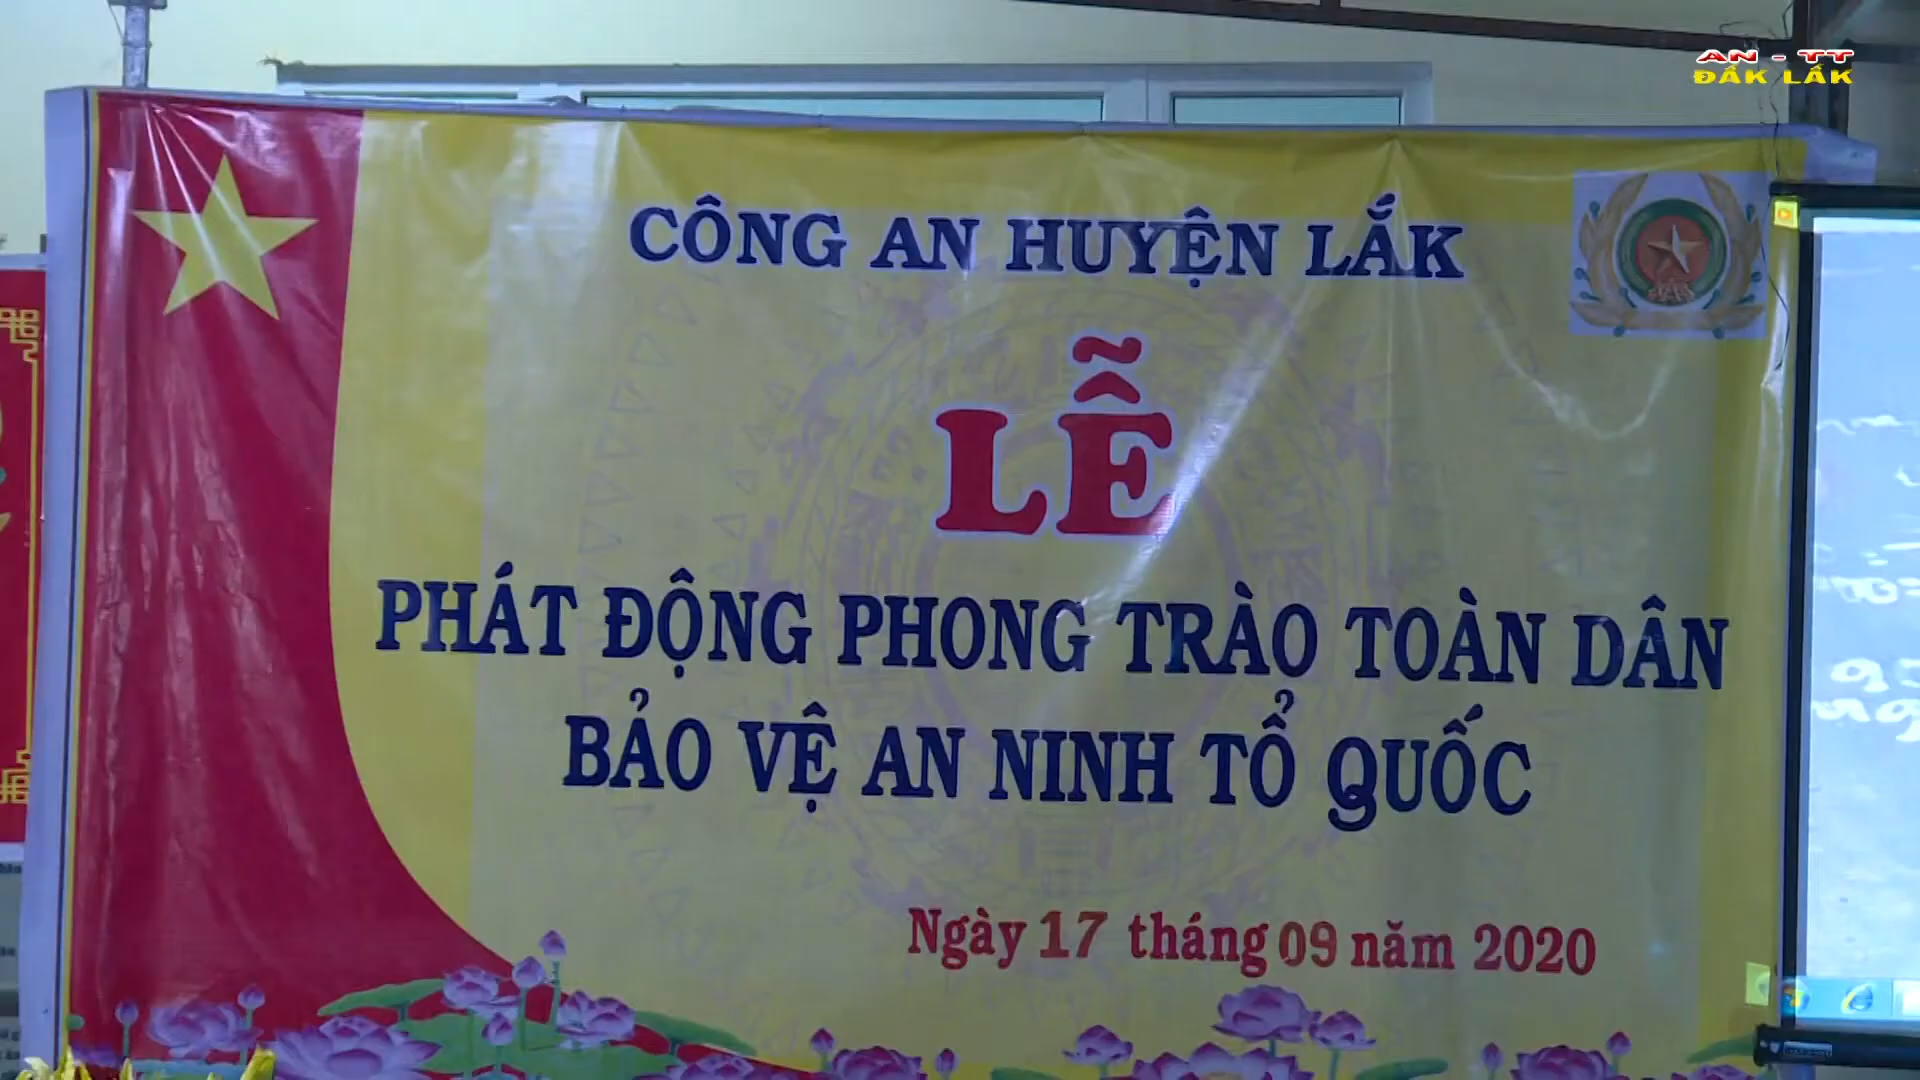 AN - TT
ĐẮK LẮK
CÔNG AN HUYỆN LẮK
LỄ
PHÁT ĐỘNG PHONG TRÀO TOÀN DÂN
BẢO VỆ AN NINH TỔ QUỐC
Ngày 17 tháng 09 năm 2020